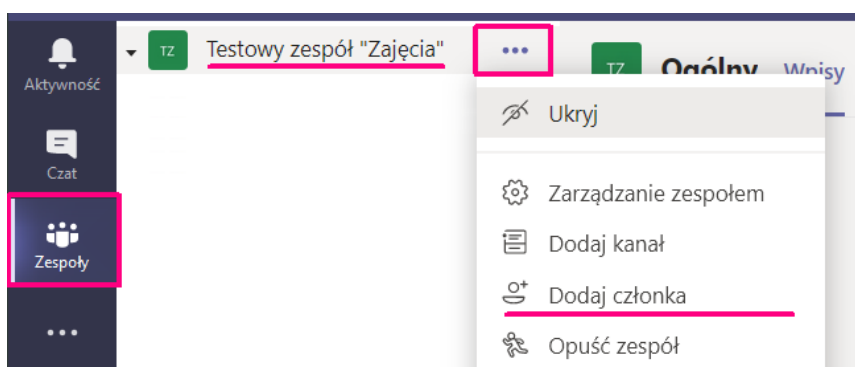 Aktywność
Czat
Zespoły
TZ Testowy zespół "Zajęcia"
TZ Ogólny Wpisy
Ukryj
Zarządzanie zespołem
Dodaj kanał
Dodaj członka
Opuść zespół